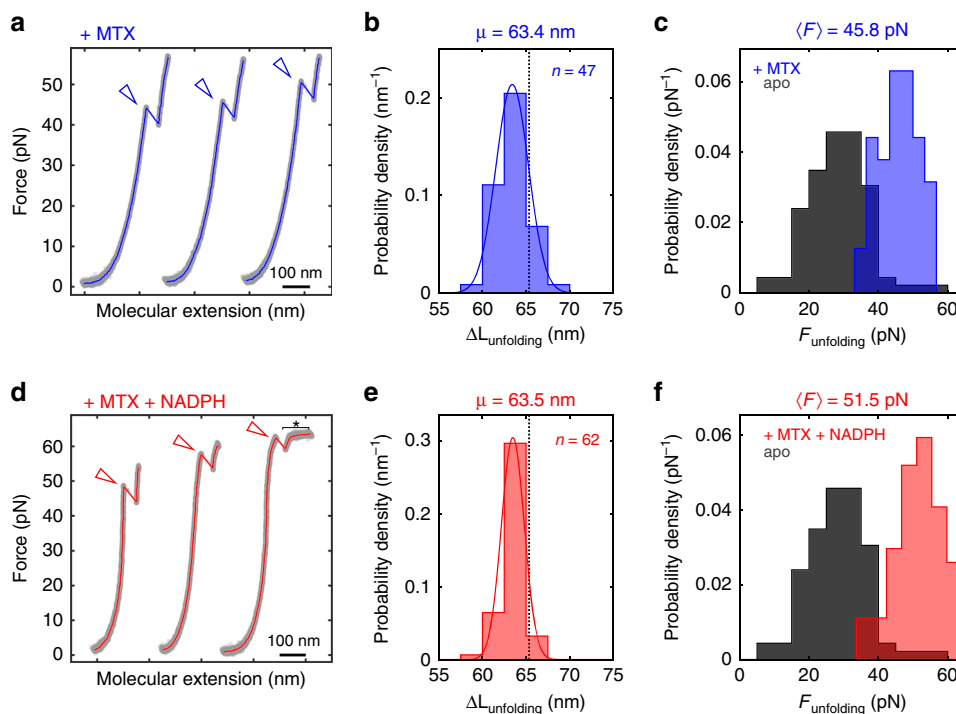 a
+ MTX
Force (pN)
60
50
40
30
20
10
0
100 nm
Molecular extension (nm)
b
μ = 63.4 nm
n = 47
Probability density (nm⁻¹)
0.2
0.1
0
55 60 65 70 75
ΔLunfolding (nm)
c
⟨F⟩ = 45.8 pN
+ MTX
apo
Probability density (pN⁻¹)
0.06
0.04
0.02
0
0 20 40 60
Funfolding (pN)
d
+ MTX + NADPH
*
Force (pN)
60
50
40
30
20
10
0
100 nm
Molecular extension (nm)
e
μ = 63.5 nm
n = 62
Probability density (nm⁻¹)
0.3
0.2
0.1
0
55 60 65 70 75
ΔLunfolding (nm)
f
⟨F⟩ = 51.5 pN
+ MTX + NADPH
apo
Probability density (pN⁻¹)
0.06
0.04
0.02
0
0 20 40 60
Funfolding (pN)